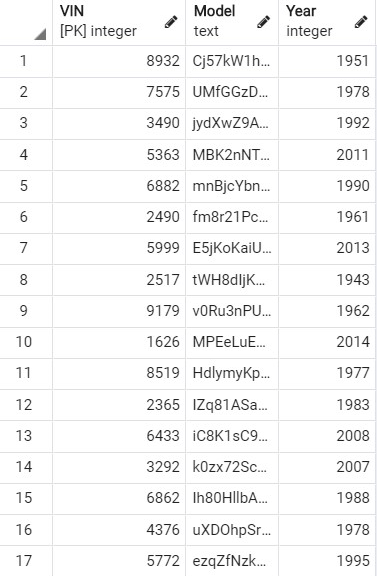 VIN Model Year
[PK] integer text integer
1 8932 Cj57kW1h... 1951
2 7575 UMfGGzD... 1978
3 3490 jydXwZ9A... 1992
4 5363 MBK2nNT... 2011
5 6882 mnBjcYbn... 1990
6 2490 fm8r21Pc... 1961
7 5999 E5jKoKaiU... 2013
8 2517 tWH8dIjK... 1943
9 9179 v0Ru3nPU... 1962
10 1626 MPEeLuE... 2014
11 8519 HdlymyKp... 1977
12 2365 IZq81ASa... 1983
13 6433 iC8K1sC9... 2008
14 3292 k0zx72Sc... 2007
15 6862 Ih80HllbA... 1988
16 4376 uXDOhpSr... 1978
17 5772 ezqZfNzk... 1995